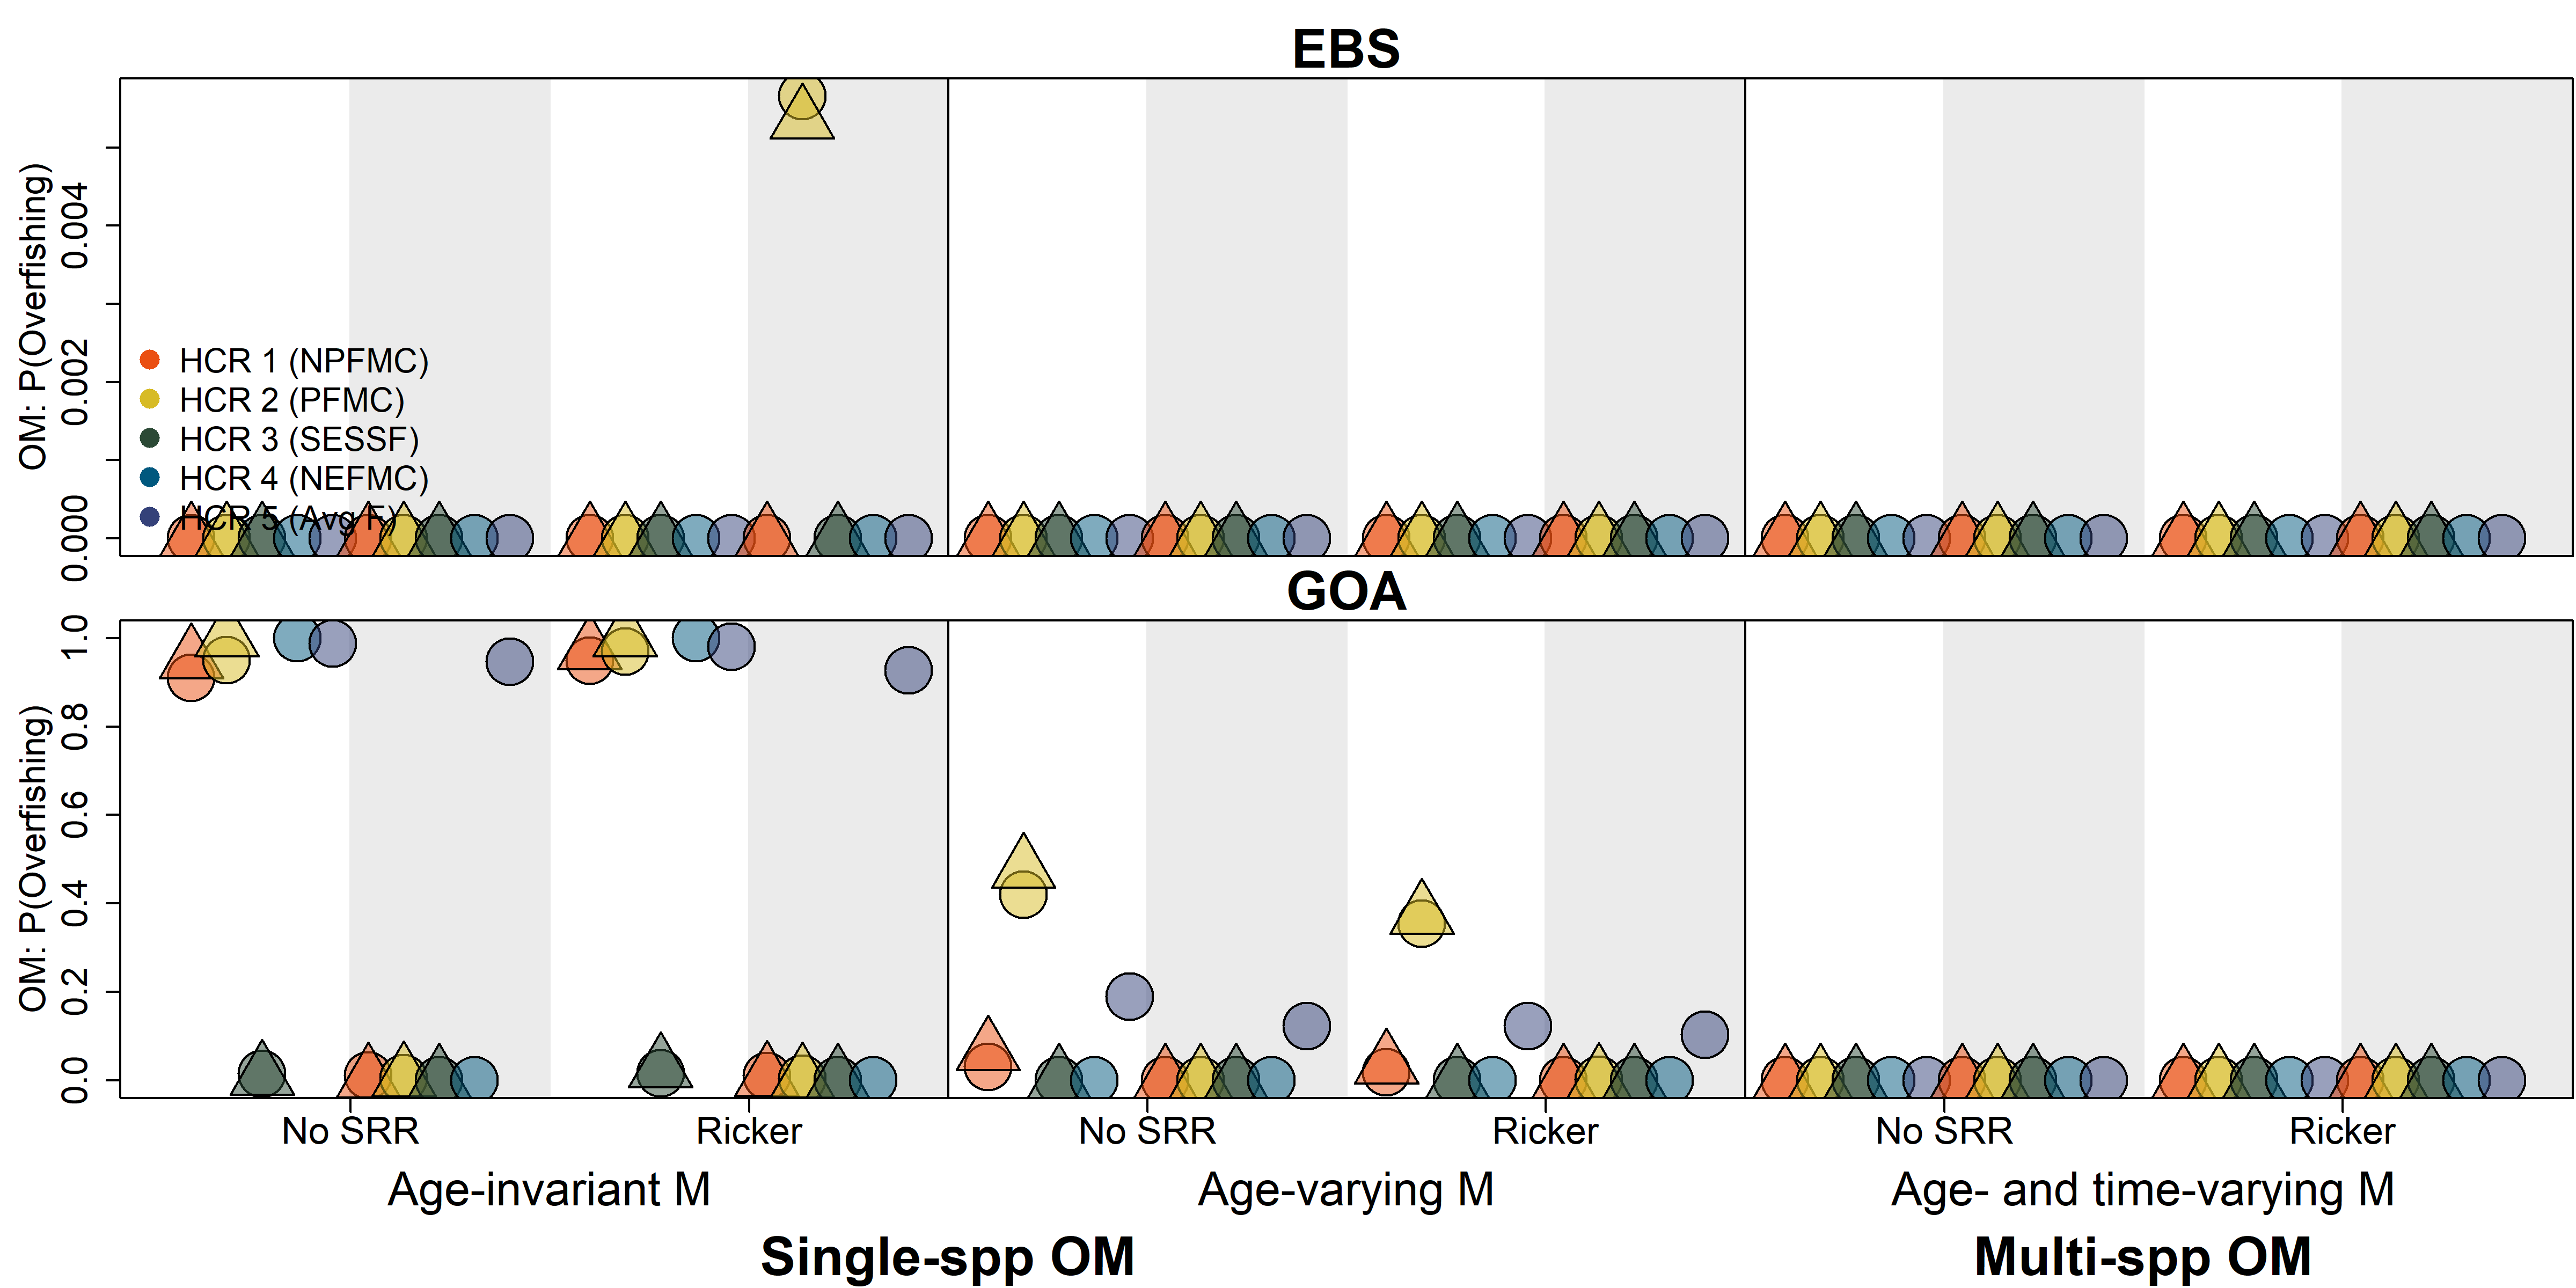 EBS
OM: P(Overfishing)
0.004
0.002
0.000
HCR 1 (NPFMC)
HCR 2 (PFMC)
HCR 3 (SESSF)
HCR 4 (NEFMC)
HCR 5 (Avg F)
GOA
OM: P(Overfishing)
1.0
0.8
0.6
0.4
0.2
0.0
No SRR Ricker No SRR Ricker No SRR Ricker
Age-invariant M Age-varying M Age- and time-varying M
Single-spp OM Multi-spp OM